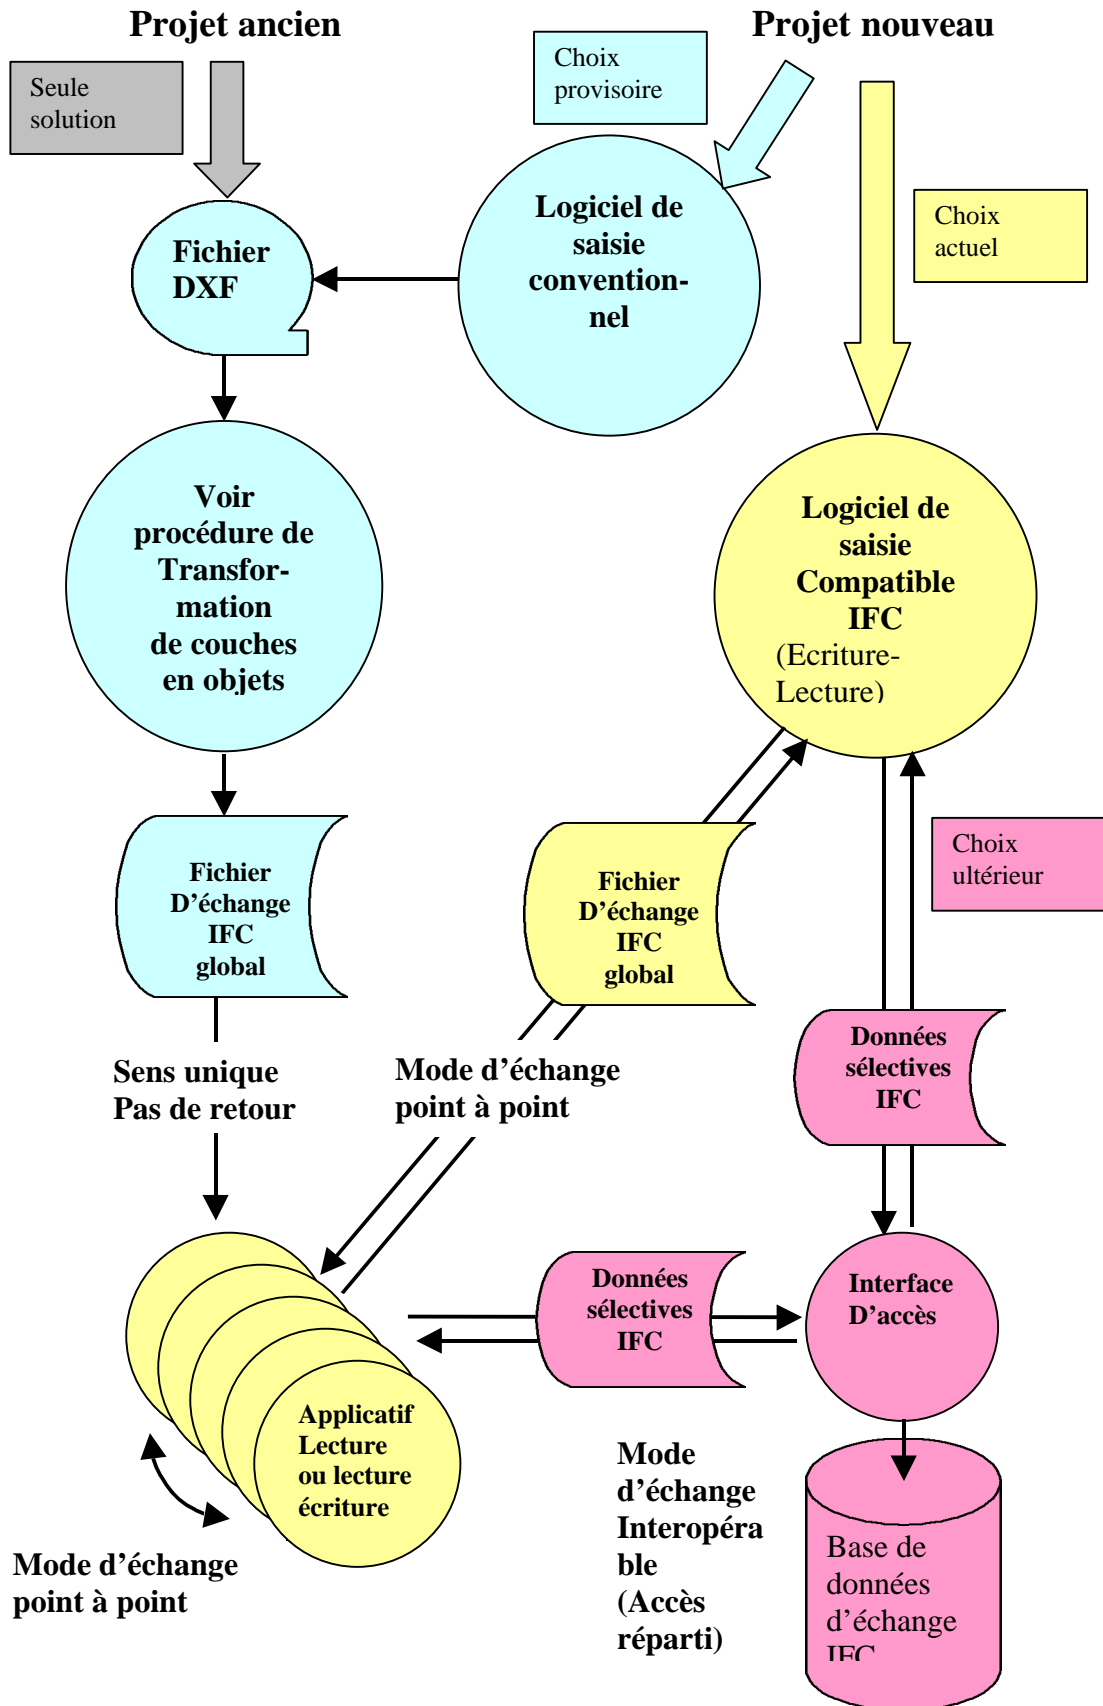 Projet ancien
Projet nouveau
Seule
solution
Choix
provisoire
Logiciel de
saisie
convention-
nel
Choix
actuel
Fichier
DXF
Voir
procédure de
Transfor-
mation
de couches
en objets
Logiciel de
saisie
Compatible
IFC
(Ecriture-
Lecture)
Fichier
D’échange
IFC
global
Fichier
D’échange
IFC
global
Choix
ultérieur
Sens unique
Pas de retour
Mode d’échange
point à point
Données
sélectives
IFC
Données
sélectives
IFC
Interface
D’accès
Applicatif
Lecture
ou lecture
écriture
Mode d’échange
point à point
Mode
d’échange
Interopéra
ble
(Accès
réparti)
Base de
données
d’échange
IFC